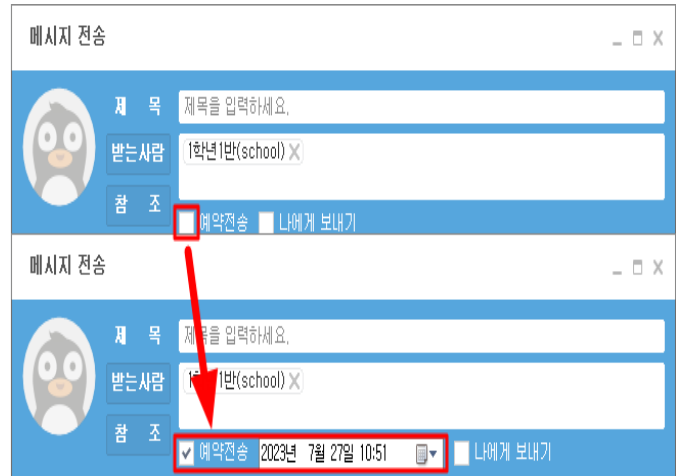 메시지 전송
제 목 제목을 입력하세요.
받는사람 1학년1반(school)
참 조
예약전송 나에게 보내기
메시지 전송
제 목 제목을 입력하세요.
받는사람 1학년1반(school)
참 조
예약전송 2023년 7월 27일 10:51 나에게 보내기